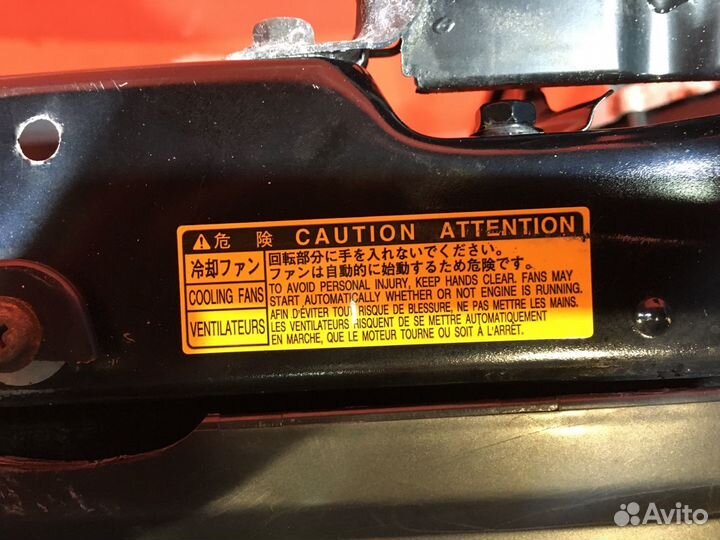 ⚠危 険 CAUTION ATTENTION
冷却ファン
回転部分に手を入れないでください。
ファンは自動的に始動するため危険です。
COOLING FANS
TO AVOID PERSONAL INJURY, KEEP HANDS CLEAR. FANS MAY
START AUTOMATICALLY WHETHER OR NOT ENGINE IS RUNNING.
VENTILATEURS
AFIN D'ÉVITER TOUT RISQUE DE BLESSURE, NE PAS METTRE LES MAINS.
LES VENTILATEURS RISQUENT DE SE METTRE AUTOMATIQUEMENT
EN MARCHE, QUE LE MOTEUR TOURNE OU SOIT À L'ARRÊT.
Avito